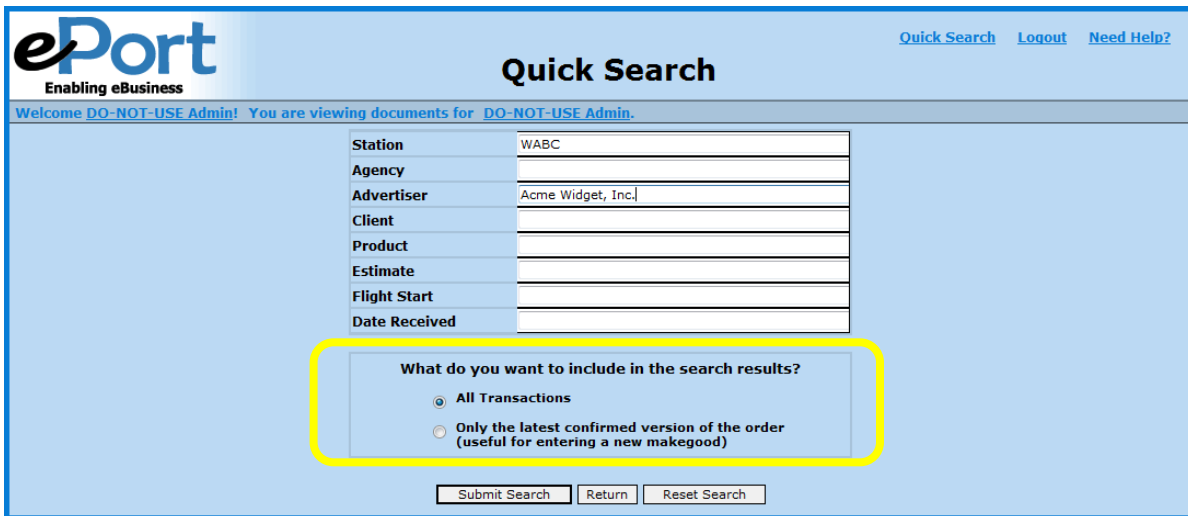 ePort
Enabling eBusiness
Quick Search
Quick Search Logout Need Help?
Welcome DO-NOT-USE Admin! You are viewing documents for DO-NOT-USE Admin.
Station WABC
Agency
Advertiser Acme Widget, Inc.
Client
Product
Estimate
Flight Start
Date Received
What do you want to include in the search results?
All Transactions
Only the latest confirmed version of the order
(useful for entering a new makegood)
Submit Search Return Reset Search